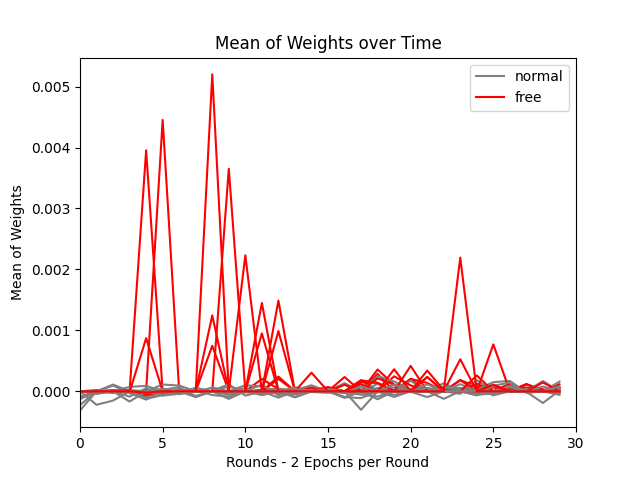 Mean of Weights over Time
normal
free
Mean of Weights
0.005
0.004
0.003
0.002
0.001
0.000
0 5 10 15 20 25 30
Rounds - 2 Epochs per Round